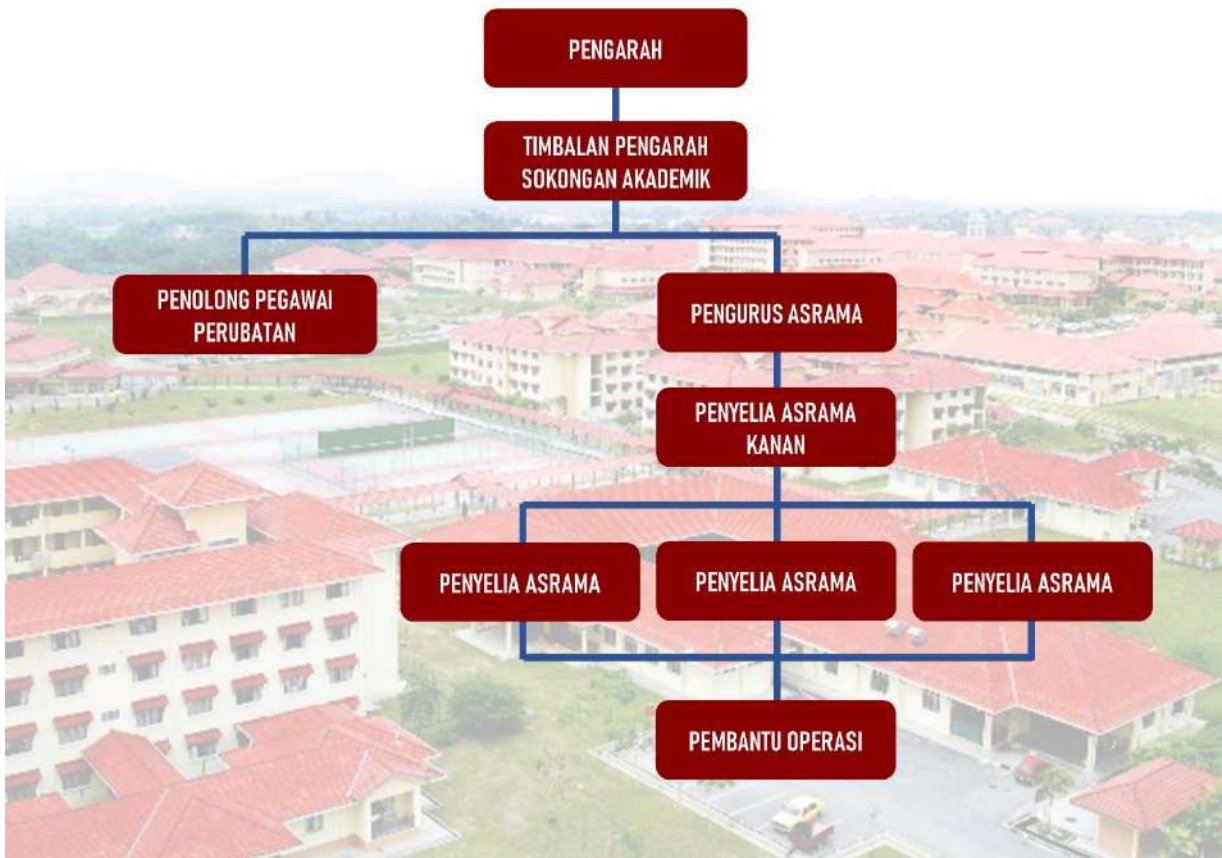 PENGARAH
TIMBALAN PENGARAH
SOKONGAN AKADEMIK
PENOLONG PEGAWAI
PERUBATAN
PENGURUS ASRAMA
PENYELIA ASRAMA
KANAN
PENYELIA ASRAMA
PENYELIA ASRAMA
PENYELIA ASRAMA
PEMBANTU OPERASI